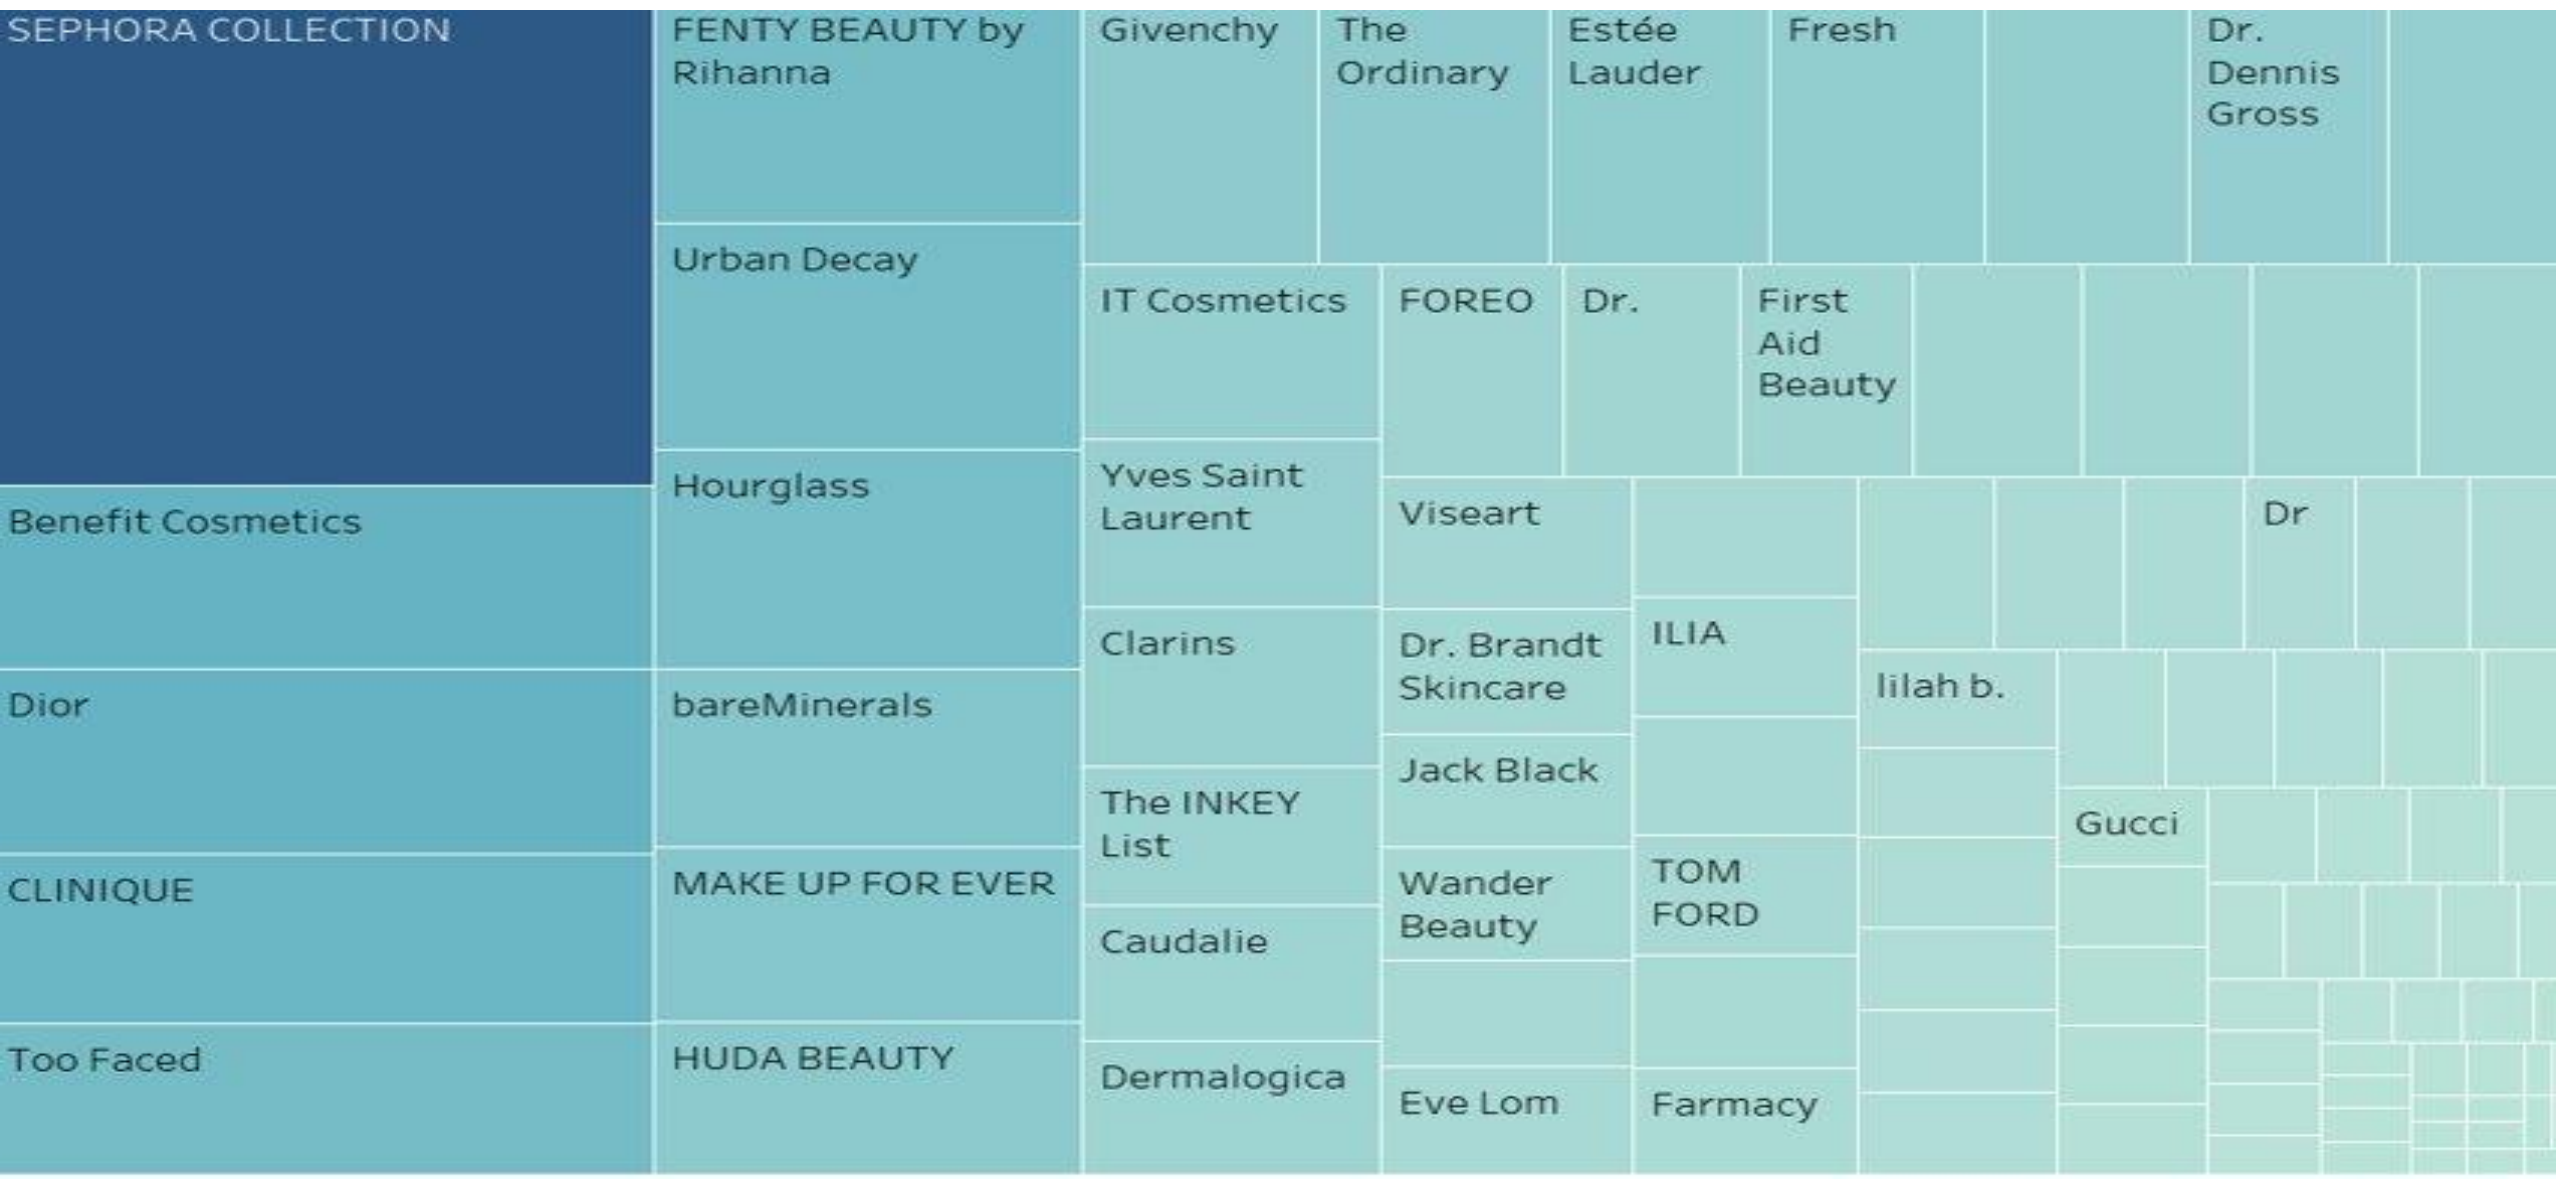 SEPHORA COLLECTION
Benefit Cosmetics
Dior
CLINIQUE
Too Faced
FENTY BEAUTY by
Rihanna
Urban Decay
Hourglass
bareMinerals
MAKE UP FOR EVER
HUDA BEAUTY
Givenchy
The
Ordinary
Estée
Lauder
Fresh
Dr.
Dennis
Gross
IT Cosmetics
Yves Saint
Laurent
Clarins
The INKEY
List
Caudalie
Dermalogica
FOREO
Dr.
First
Aid
Beauty
Viseart
Dr. Brandt
Skincare
Jack Black
Wander
Beauty
Eve Lom
ILIA
TOM
FORD
Farmacy
Dr
lilah b.
Gucci